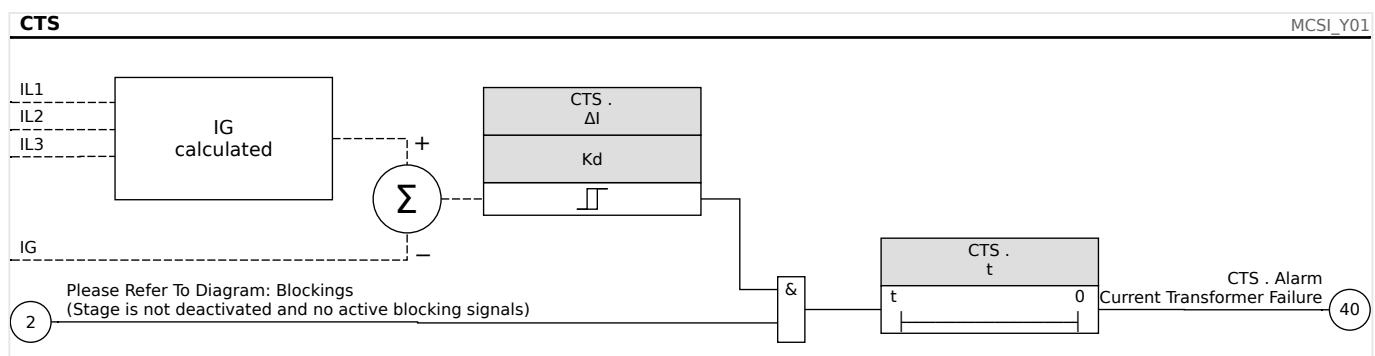 CTS
MCSI_Y01
IL1
IL2
IL3
IG
calculated
+
Σ
−
CTS .
ΔI
Kd
IG
CTS .
t
t 0
&
Please Refer To Diagram: Blockings
(Stage is not deactivated and no active blocking signals)
2
CTS . Alarm
Current Transformer Failure
40